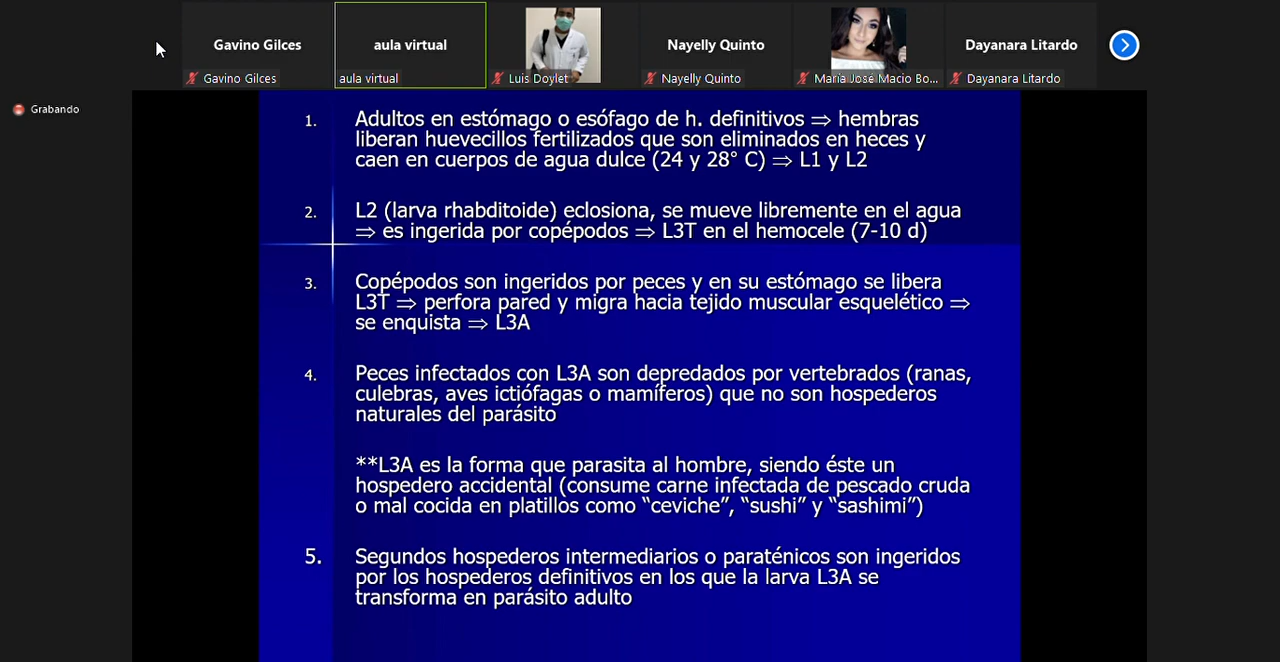 Gavino Gilces
aula virtual
Nayelly Quinto
Dayanara Litardo
Gavino Gilces
aula virtual
Luis Doylet
Nayelly Quinto
María José Macio Bo...
Dayanara Litardo
Grabando
1. Adultos en estómago o esófago de h. definitivos ⇒ hembras
liberan huevecillos fertilizados que son eliminados en heces y
caen en cuerpos de agua dulce (24 y 28° C) ⇒ L1 y L2
2. L2 (larva rhabditoide) eclosiona, se mueve libremente en el agua
⇒ es ingerida por copépodos ⇒ L3T en el hemocele (7-10 d)
3. Copépodos son ingeridos por peces y en su estómago se libera
L3T ⇒ perfora pared y migra hacia tejido muscular esquelético ⇒
se enquista ⇒ L3A
4. Peces infectados con L3A son depredados por vertebrados (ranas,
culebras, aves ictiófagas o mamíferos) que no son hospederos
naturales del parásito
**L3A es la forma que parasita al hombre, siendo éste un
hospedero accidental (consume carne infectada de pescado cruda
o mal cocida en platillos como “ceviche”, “sushi” y “sashimi”)
5. Segundos hospederos intermediarios o paraténicos son ingeridos
por los hospederos definitivos en los que la larva L3A se
transforma en parásito adulto